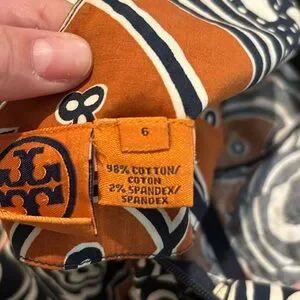 6
98% COTTON/
COTON
2% SPANDEX/
SPANDEX